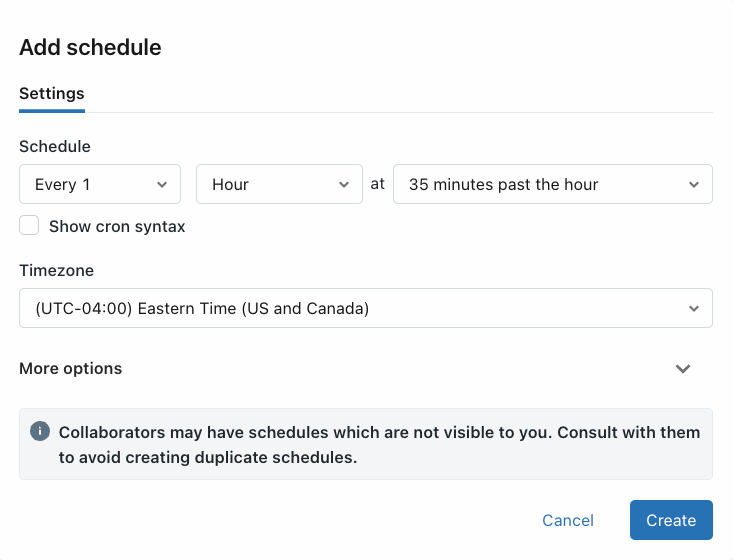 Add schedule
Settings
Schedule
Every 1 Hour at 35 minutes past the hour
Show cron syntax
Timezone
(UTC-04:00) Eastern Time (US and Canada)
More options
Collaborators may have schedules which are not visible to you. Consult with them
to avoid creating duplicate schedules.
Cancel Create